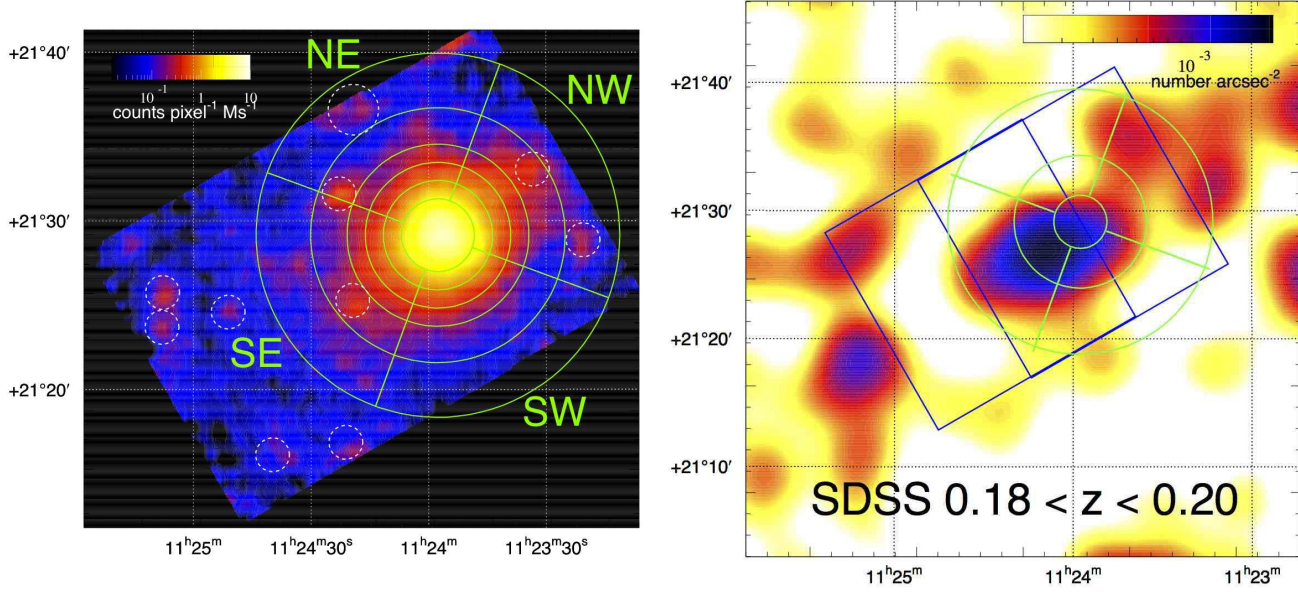 NE
+21°40′
NW
10⁻¹ 1 10
counts pixel⁻¹ Ms⁻¹
+21°30′
SE
+21°20′
SW
11ʰ25ᵐ 11ʰ24ᵐ30ˢ 11ʰ24ᵐ 11ʰ23ᵐ30ˢ
10⁻³
number arcsec⁻²
+21°40′
+21°30′
+21°20′
+21°10′
SDSS 0.18 < z < 0.20
11ʰ25ᵐ 11ʰ24ᵐ 11ʰ23ᵐ